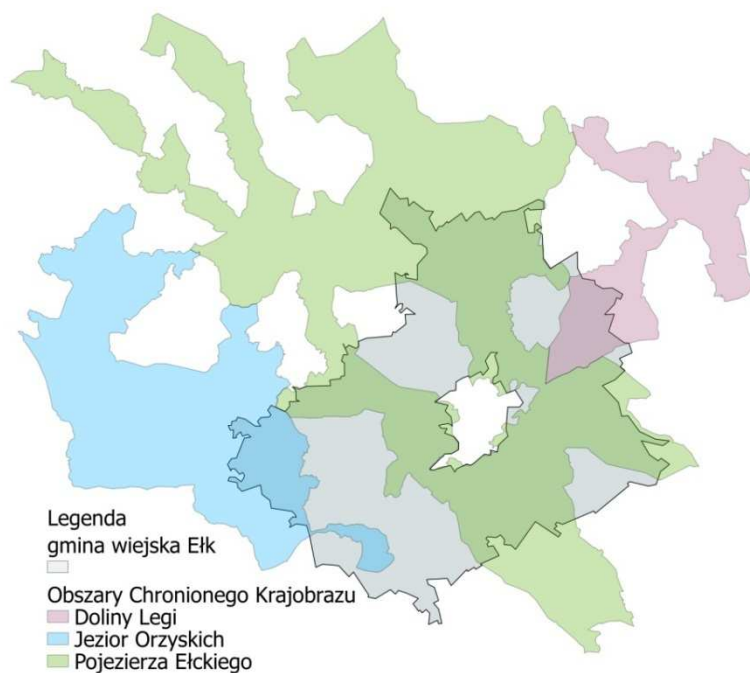 Legenda
gmina wiejska Ełk
Obszary Chronionego Krajobrazu
Doliny Legi
Jezior Orzyskich
Pojezierza Ełckiego